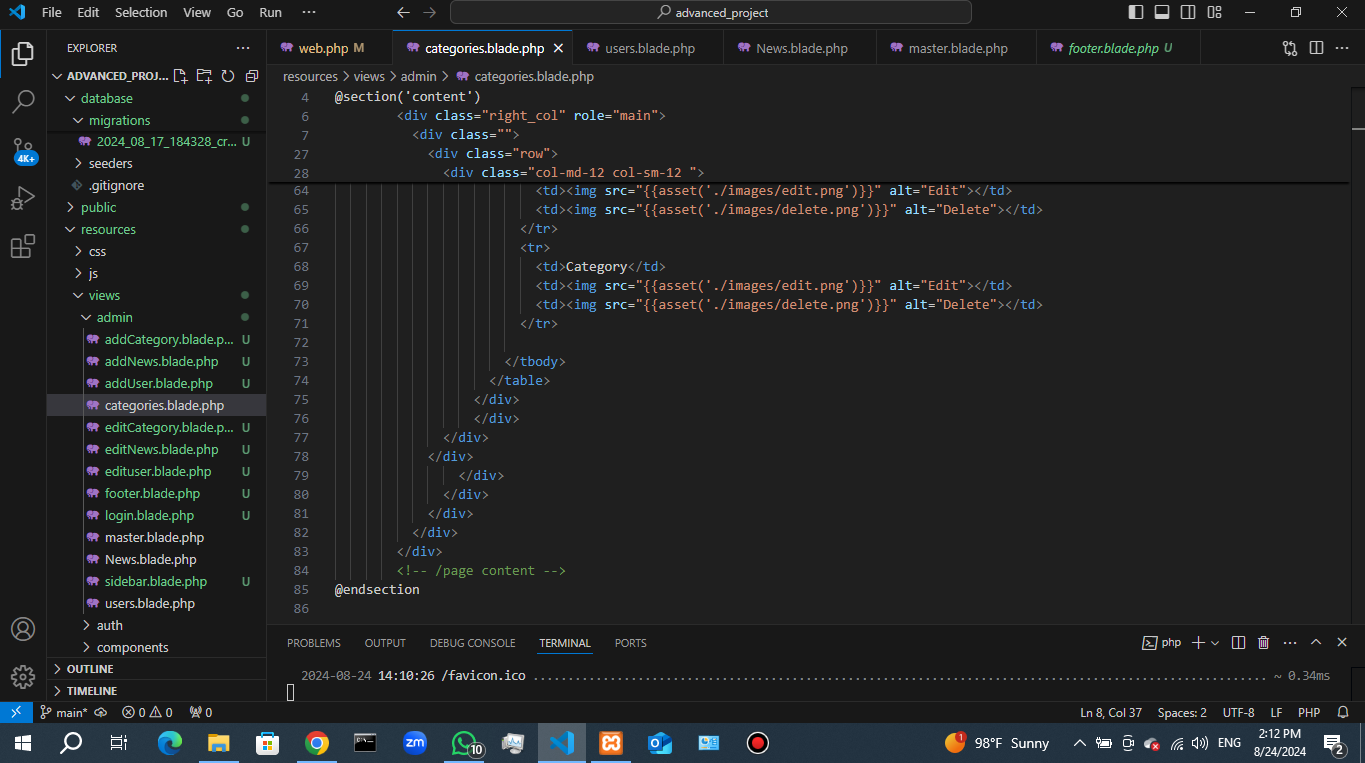 File Edit Selection View Go Run ··· advanced_project
EXPLORER ···
web.php M categories.blade.php users.blade.php News.blade.php master.blade.php footer.blade.php U
ADVANCED_PROJ...
resources > views > admin > categories.blade.php
database
migrations
2024_08_17_184328_cr... U
seeders
.gitignore
public
resources
css
js
views
admin
addCategory.blade.p... U
addNews.blade.php U
addUser.blade.php U
categories.blade.php
editCategory.blade.p... U
editNews.blade.php U
edituser.blade.php U
footer.blade.php U
login.blade.php U
master.blade.php
News.blade.php
sidebar.blade.php U
users.blade.php
auth
components
OUTLINE
TIMELINE
4K+
4 @section('content')
6 <div class="right_col" role="main">
7 <div class="">
27 <div class="row">
28 <div class="col-md-12 col-sm-12 ">
64 <td><img src="{{asset('./images/edit.png')}}" alt="Edit"></td>
65 <td><img src="{{asset('./images/delete.png')}}" alt="Delete"></td>
66 </tr>
67 <tr>
68 <td>Category</td>
69 <td><img src="{{asset('./images/edit.png')}}" alt="Edit"></td>
70 <td><img src="{{asset('./images/delete.png')}}" alt="Delete"></td>
71 </tr>
72
73 </tbody>
74 </table>
75 </div>
76 </div>
77 </div>
78 </div>
79 </div>
80 </div>
81 </div>
82 </div>
83 </div>
84 <!-- /page content -->
85 @endsection
86
PROBLEMS OUTPUT DEBUG CONSOLE TERMINAL PORTS php
2024-08-24 14:10:26 /favicon.ico ........................................................................................ ~ 0.34ms
main* 0 0 0 Ln 8, Col 37 Spaces: 2 UTF-8 LF PHP
zm 10 1 98°F Sunny ENG 2:12 PM
8/24/2024 2